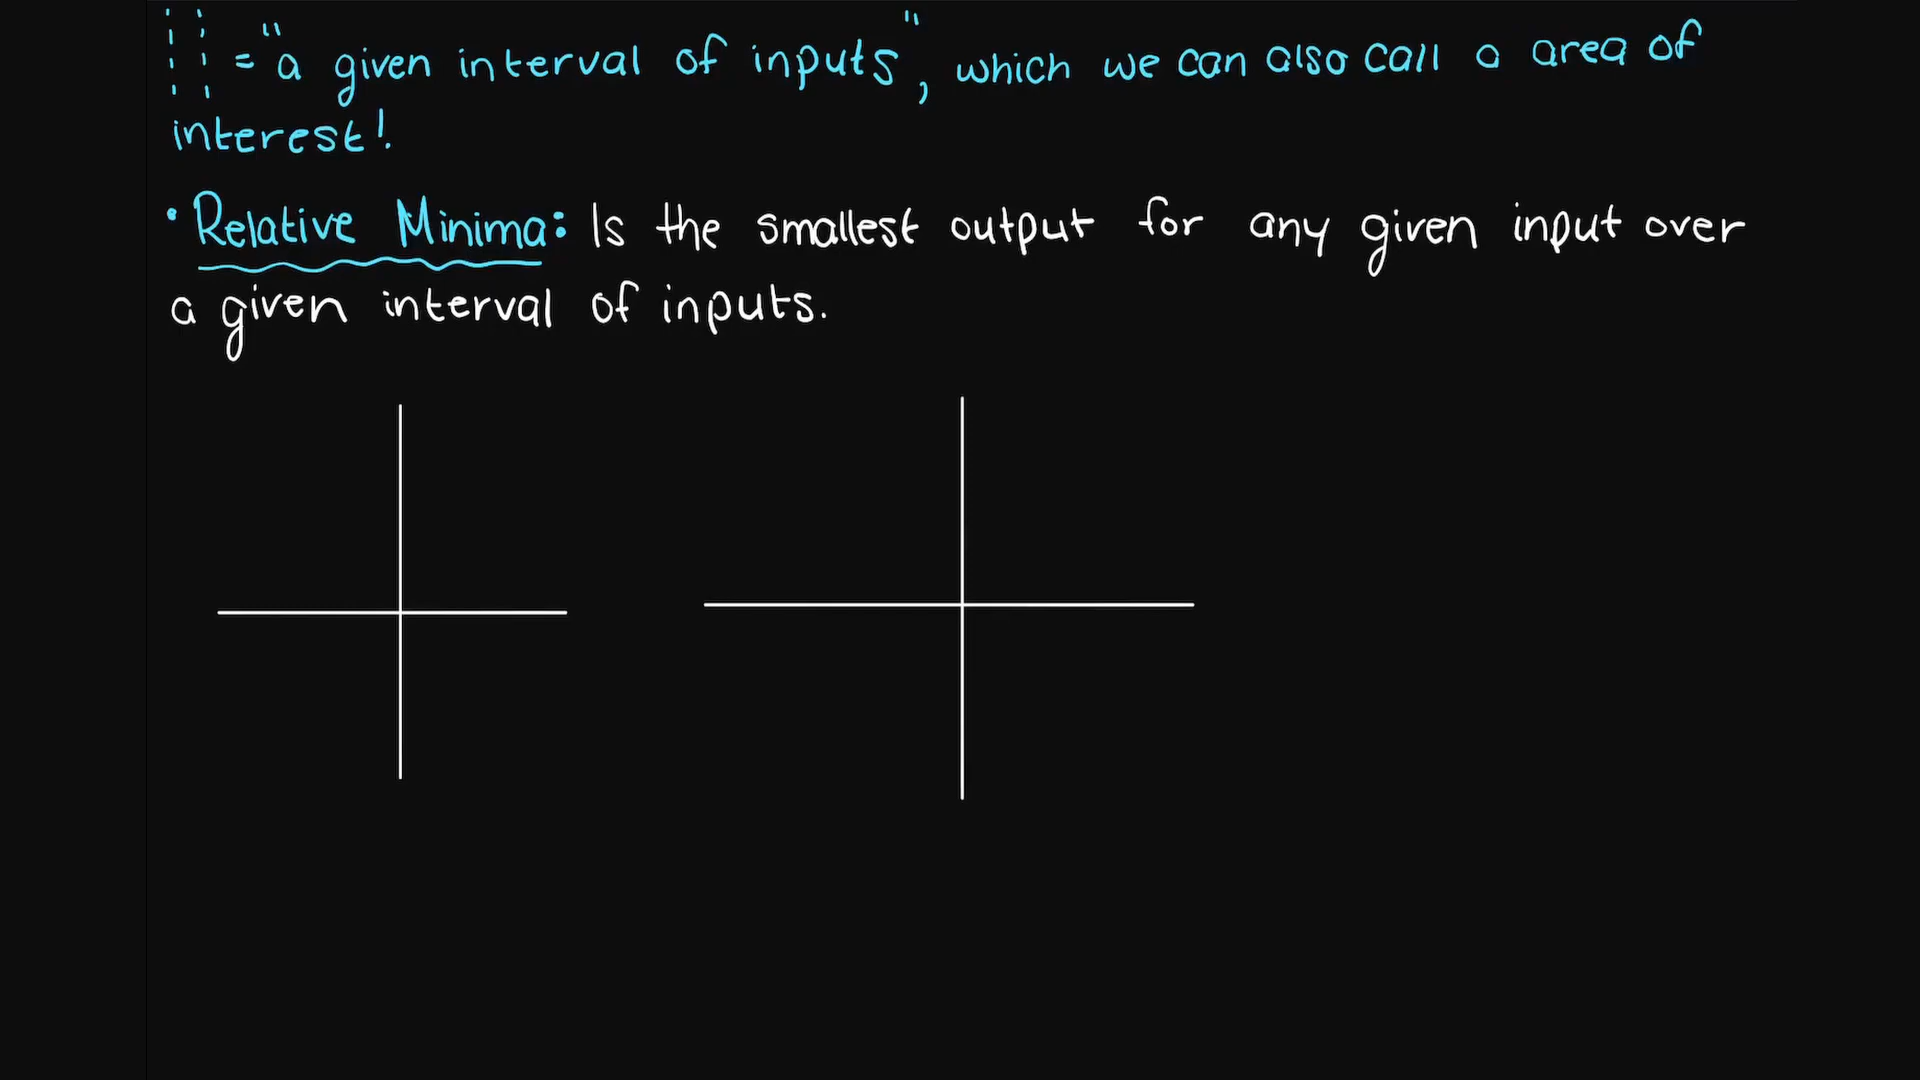 = "a given interval of inputs", which we can also call a area of
interest!
• Relative Minima: Is the smallest output for any given input over
a given interval of inputs.